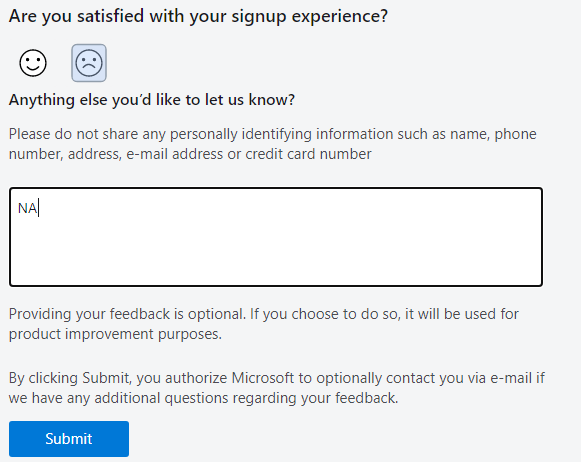 Are you satisfied with your signup experience?
Anything else you’d like to let us know?
Please do not share any personally identifying information such as name, phone
number, address, e-mail address or credit card number
NA
Providing your feedback is optional. If you choose to do so, it will be used for
product improvement purposes.
By clicking Submit, you authorize Microsoft to optionally contact you via e-mail if
we have any additional questions regarding your feedback.
Submit